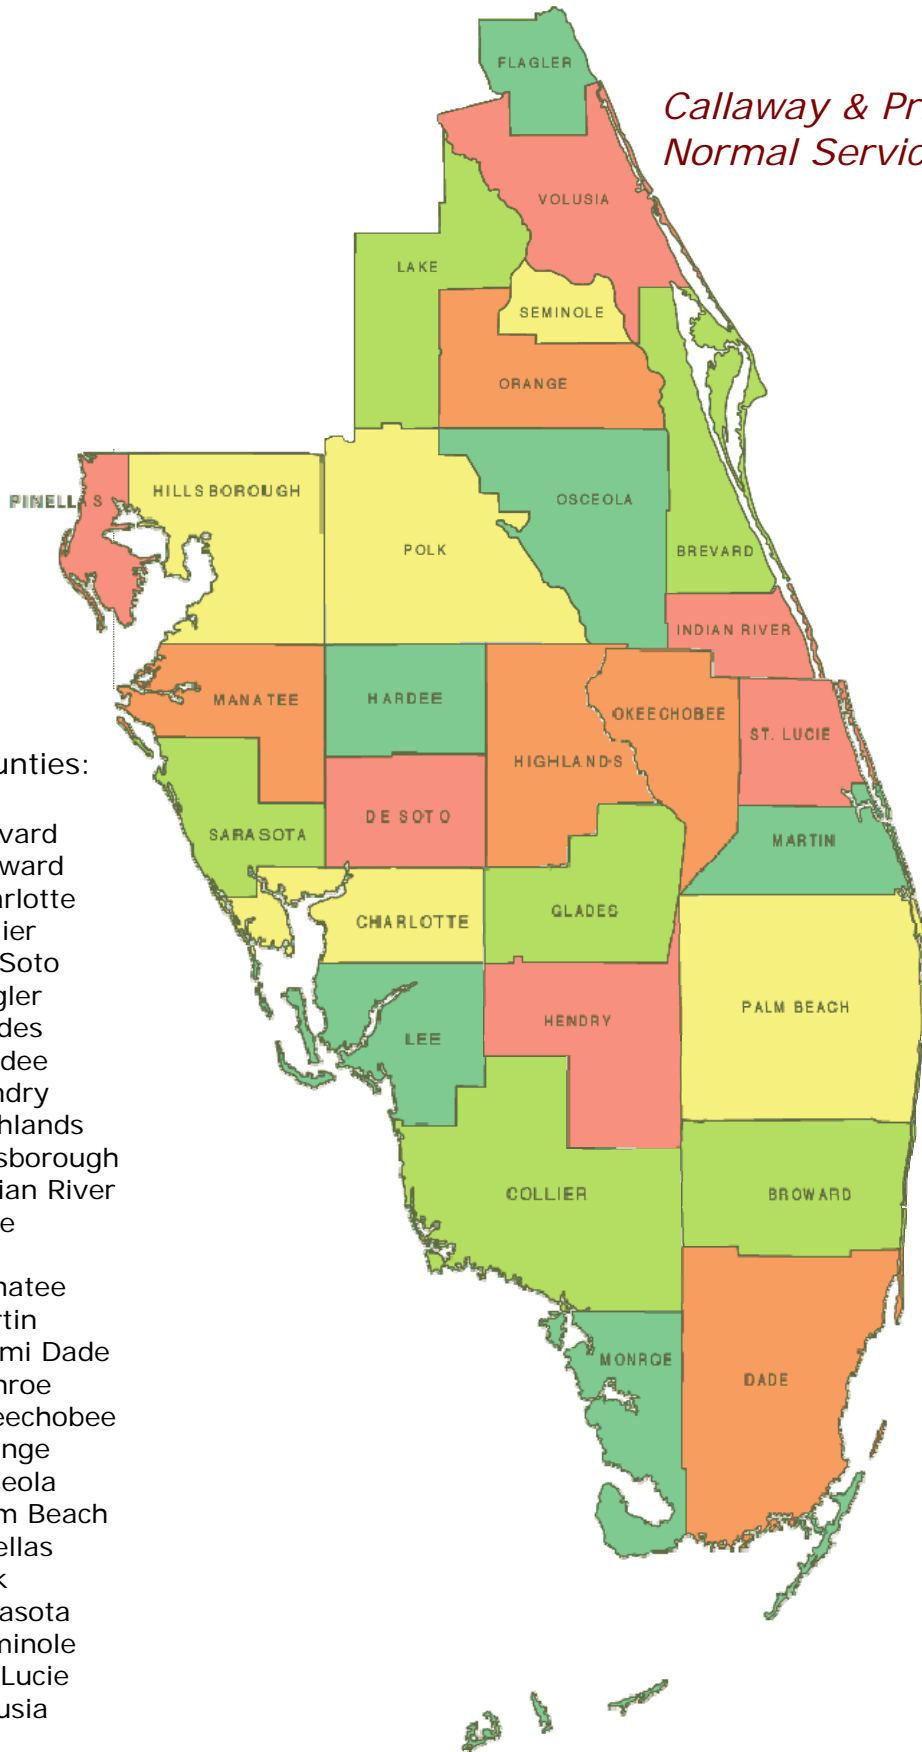 FLAGLER
Callaway & Pr
Normal Servic
VOLUSIA
LAKE
SEMINOLE
ORANGE
PINELLAS
HILLSBOROUGH
OSCEOLA
POLK
BREVARD
INDIAN RIVER
MANATEE
HARDEE
OKEECHOBEE
ST. LUCIE
HIGHLANDS
DE SOTO
SARASOTA
MARTIN
CHARLOTTE
GLADES
PALM BEACH
HENDRY
LEE
COLLIER
BROWARD
MONROE
DADE
unties:
vard
ward
arlotte
lier
Soto
gler
des
dee
ndry
hlands
sborough
ian River
e
natee
rtin
mi Dade
nroe
eechobee
nge
eola
m Beach
ellas
k
asota
minole
Lucie
usia